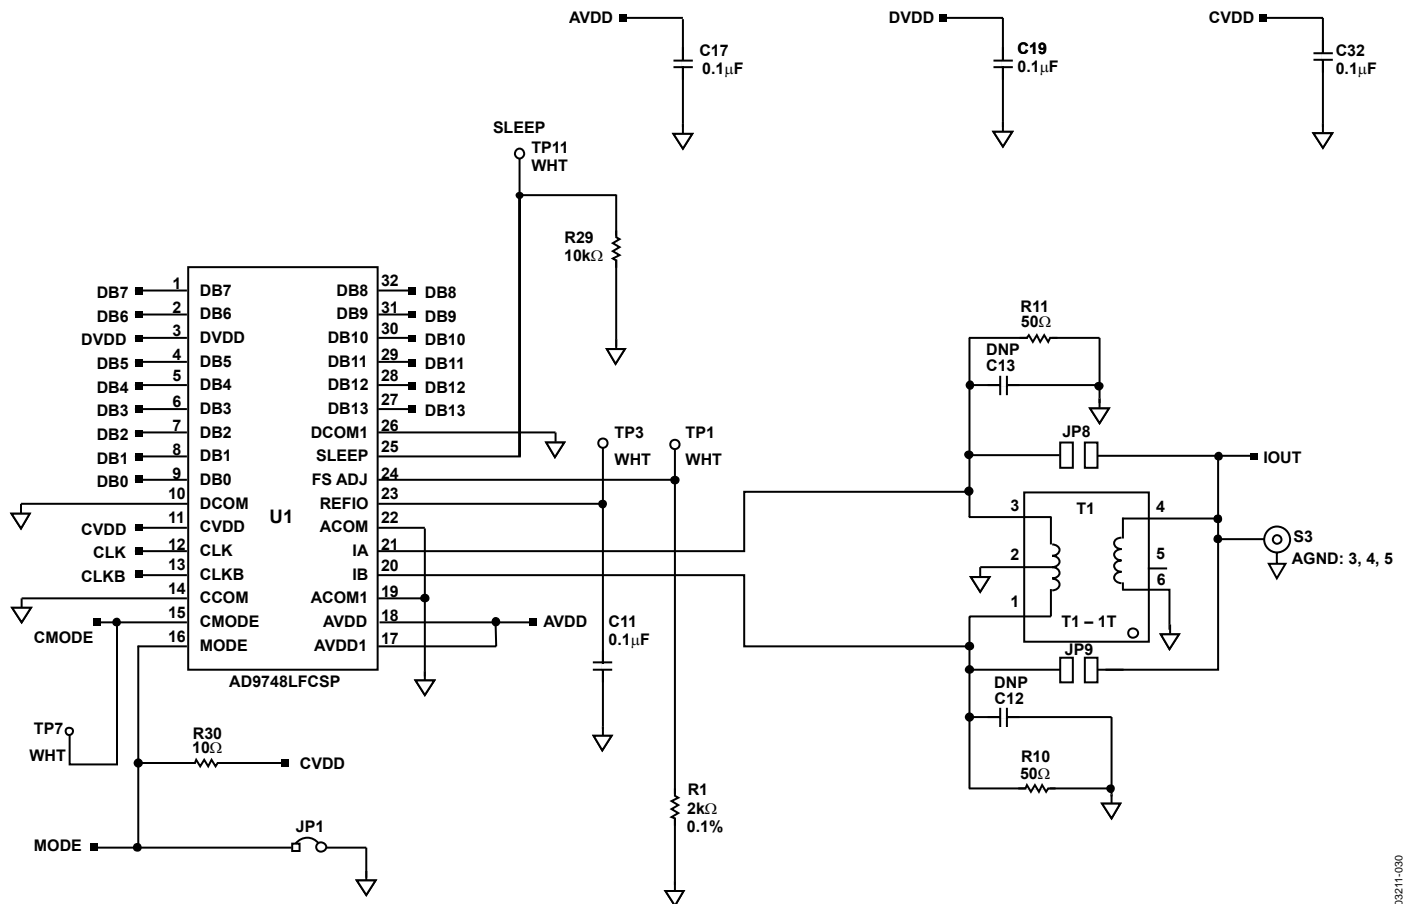 AVDD
C17
0.1µF
DVDD
C19
0.1µF
CVDD
C32
0.1µF
SLEEP
TP11
WHT
R29
10kΩ
DB7 1 DB7
DB6 2 DB6
DVDD 3 DVDD
DB5 4 DB5
DB4 5 DB4
DB3 6 DB3
DB2 7 DB2
DB1 8 DB1
DB0 9 DB0
10 DCOM
CVDD 11 CVDD
CLK 12 CLK
CLKB 13 CLKB
14 CCOM
CMODE 15 CMODE
16 MODE
U1
DB8 32 DB8
DB9 31 DB9
DB10 30 DB10
DB11 29 DB11
DB12 28 DB12
DB13 27 DB13
DCOM1 26
SLEEP 25
FS ADJ 24
REFIO 23
ACOM 22
IA 21
IB 20
ACOM1 19
AVDD 18 AVDD
AVDD1 17
AD9748LFCSP
TP3
WHT
TP1
WHT
C11
0.1µF
R1
2kΩ
0.1%
TP7
WHT
R30
10Ω
CVDD
MODE
JP1
R11
50Ω
DNP
C13
JP8
IOUT
3 T1 4
2 5
6
1
T1 – 1T
S3
AGND: 3, 4, 5
JP9
DNP
C12
R10
50Ω
03211-030